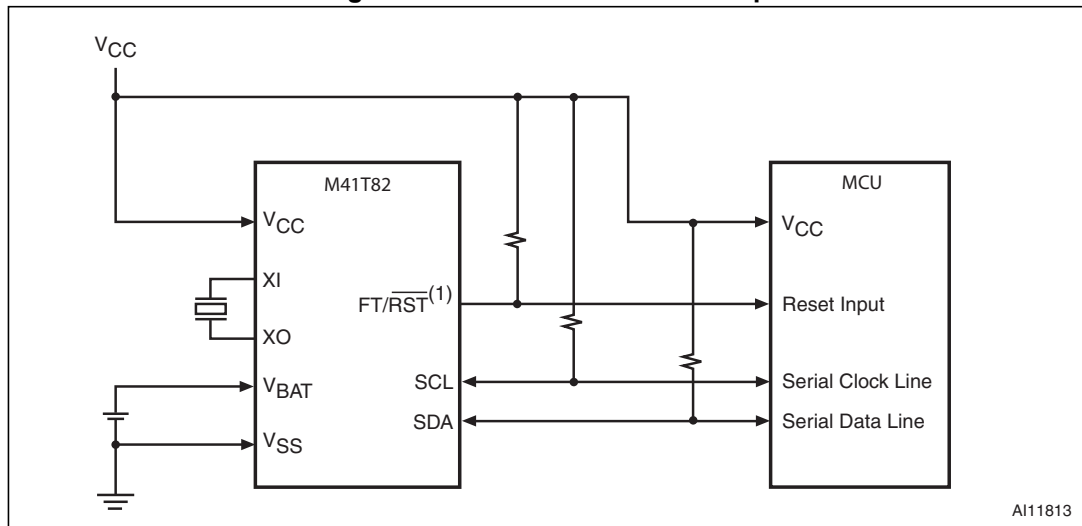 VCC
M41T82
VCC
XI
XO
VBAT
VSS
FT/RST(1)
SCL
SDA
MCU
VCC
Reset Input
Serial Clock Line
Serial Data Line
AI11813